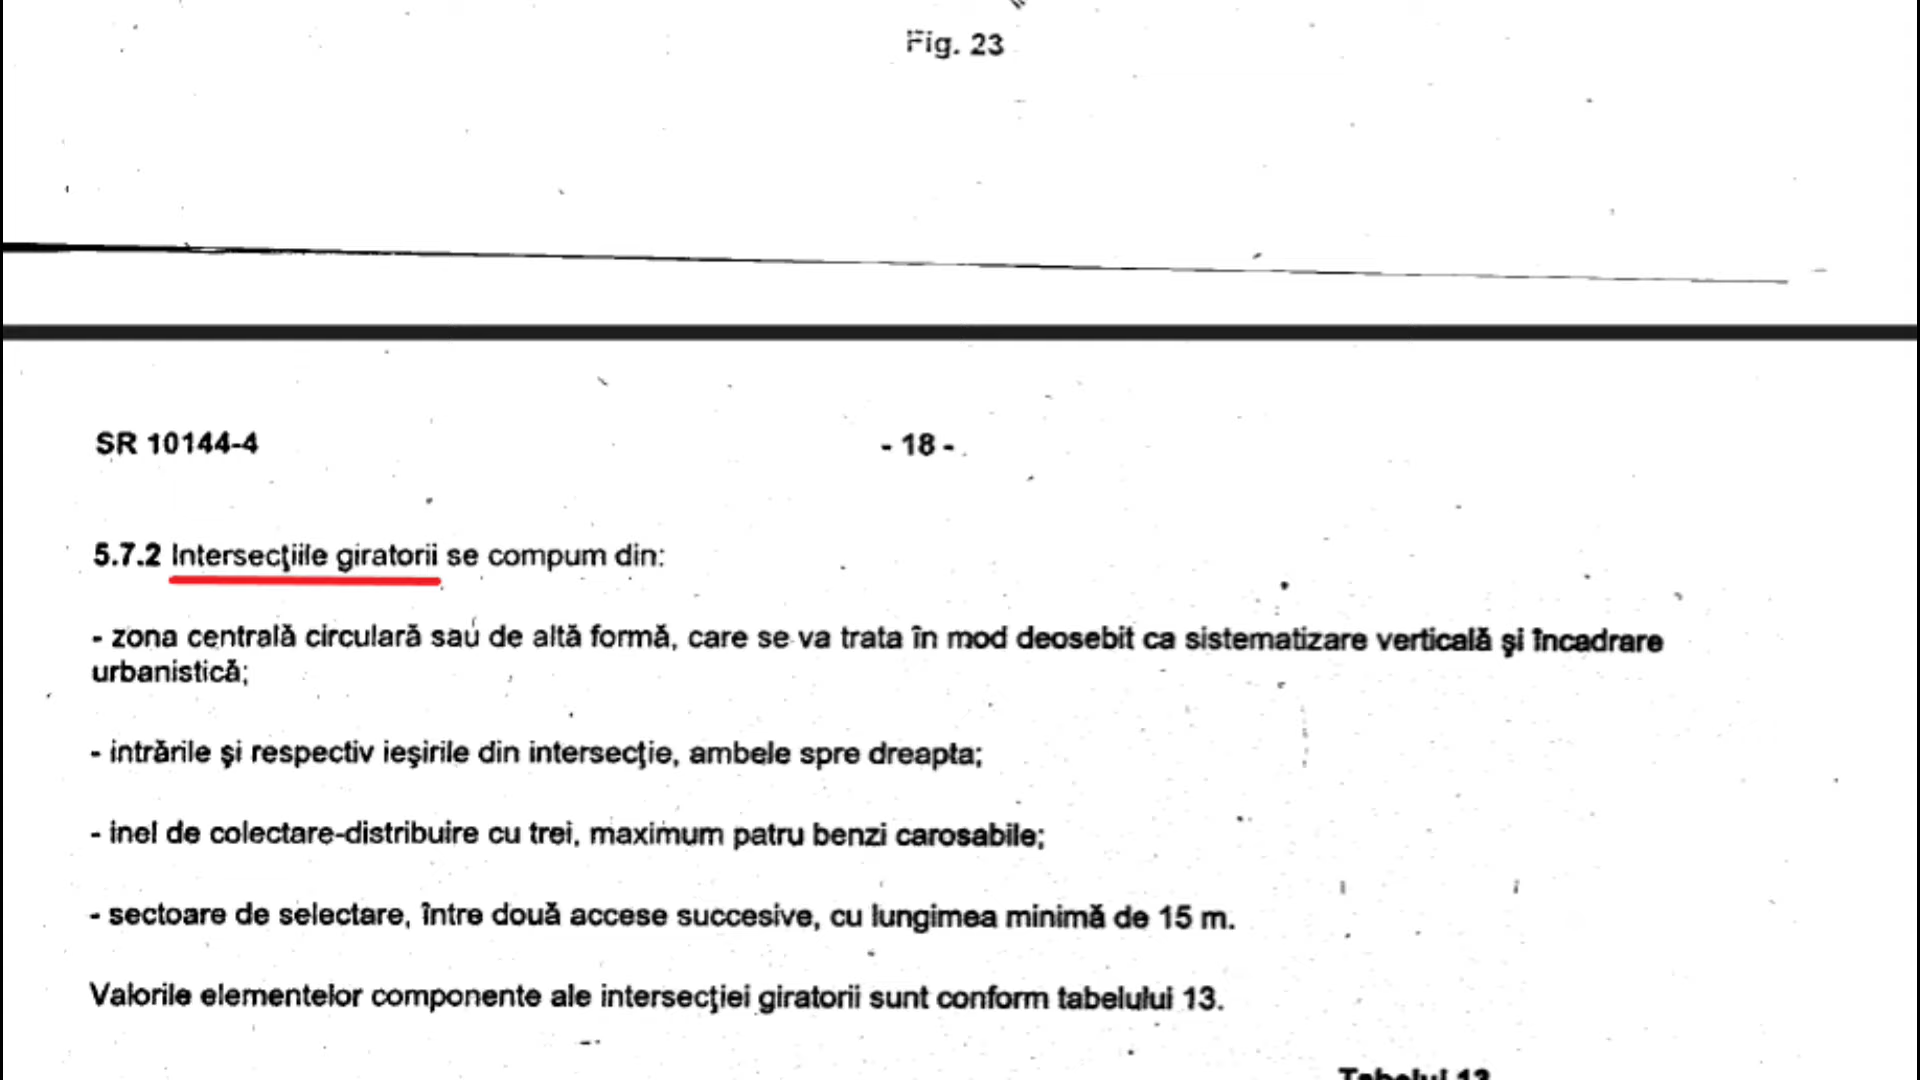 Fig. 23
SR 10144-4
- 18 -
5.7.2 Intersecţiile giratorii se compum din:
- zona centrală circulară sau de altă formă, care se va trata în mod deosebit ca sistematizare verticală şi încadrare
urbanistică;
- intrările şi respectiv ieşirile din intersecţie, ambele spre dreapta;
- inel de colectare-distribuire cu trei, maximum patru benzi carosabile;
- sectoare de selectare, între două accese succesive, cu lungimea minimă de 15 m.
Valorile elementelor componente ale intersecţiei giratorii sunt conform tabelului 13.
Tabelul 13